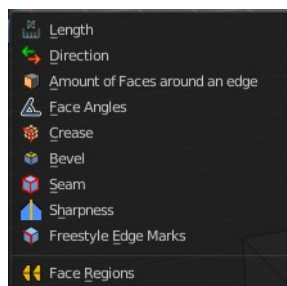 Length
Direction
Amount of Faces around an edge
Face Angles
Crease
Bevel
Seam
Sharpness
Freestyle Edge Marks
Face Regions